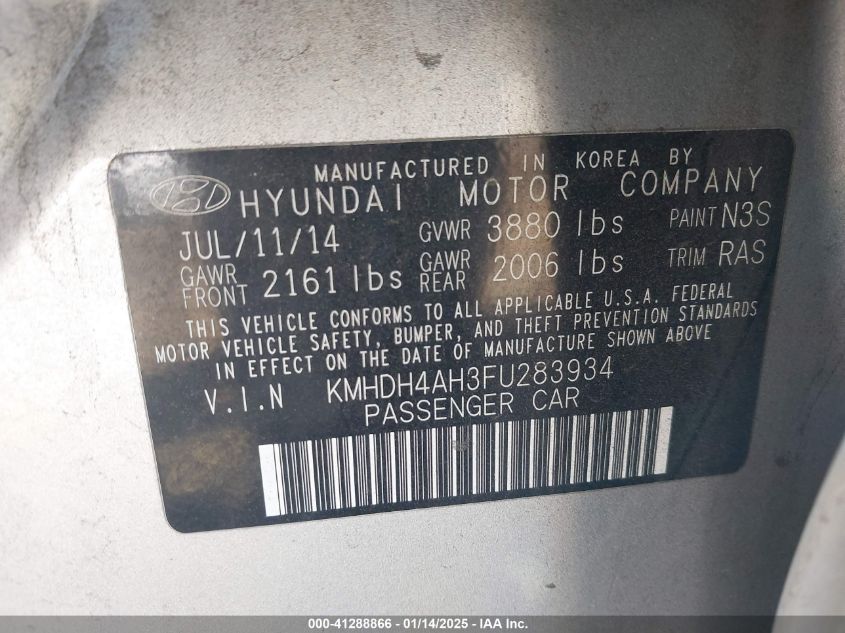 MANUFACTURED IN KOREA BY
HYUNDAI MOTOR COMPANY
JUL/11/14 GVWR 3880 lbs PAINT N3S
GAWR FRONT 2161 lbs GAWR REAR 2006 lbs TRIM RAS
THIS VEHICLE CONFORMS TO ALL APPLICABLE U.S.A. FEDERAL
MOTOR VEHICLE SAFETY, BUMPER, AND THEFT PREVENTION STANDARDS
IN EFFECT ON THE DATE OF MANUFACTURE SHOWN ABOVE
V.I.N KMHDH4AH3FU283934
PASSENGER CAR
000-41288866 - 01/14/2025 - IAA Inc.